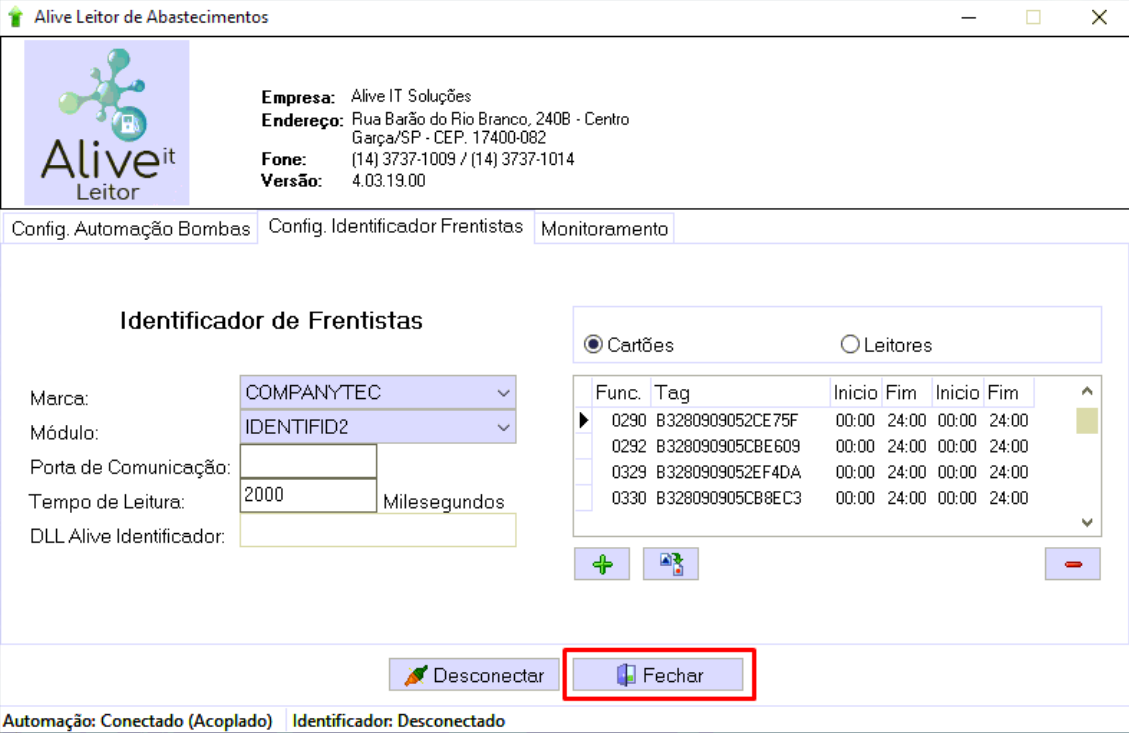 Alive Leitor de Abastecimentos
Aliveit
Leitor
Empresa: Alive IT Soluções
Endereço: Rua Barão do Rio Branco, 240B - Centro
Garça/SP - CEP. 17400-082
Fone: (14) 3737-1009 / (14) 3737-1014
Versão: 4.03.19.00
Config. Automação Bombas Config. Identificador Frentistas Monitoramento
Identificador de Frentistas
Marca: COMPANYTEC
Módulo: IDENTIFID2
Porta de Comunicação:
Tempo de Leitura: 2000 Milesegundos
DLL Alive Identificador:
Cartões Leitores
Func. Tag Inicio Fim Inicio Fim
0290 B3280909052CE75F 00:00 24:00 00:00 24:00
0292 B328090905CBE609 00:00 24:00 00:00 24:00
0329 B3280909052EF4DA 00:00 24:00 00:00 24:00
0330 B328090905CB8EC3 00:00 24:00 00:00 24:00
Desconectar Fechar
Automação: Conectado (Acoplado) Identificador: Desconectado